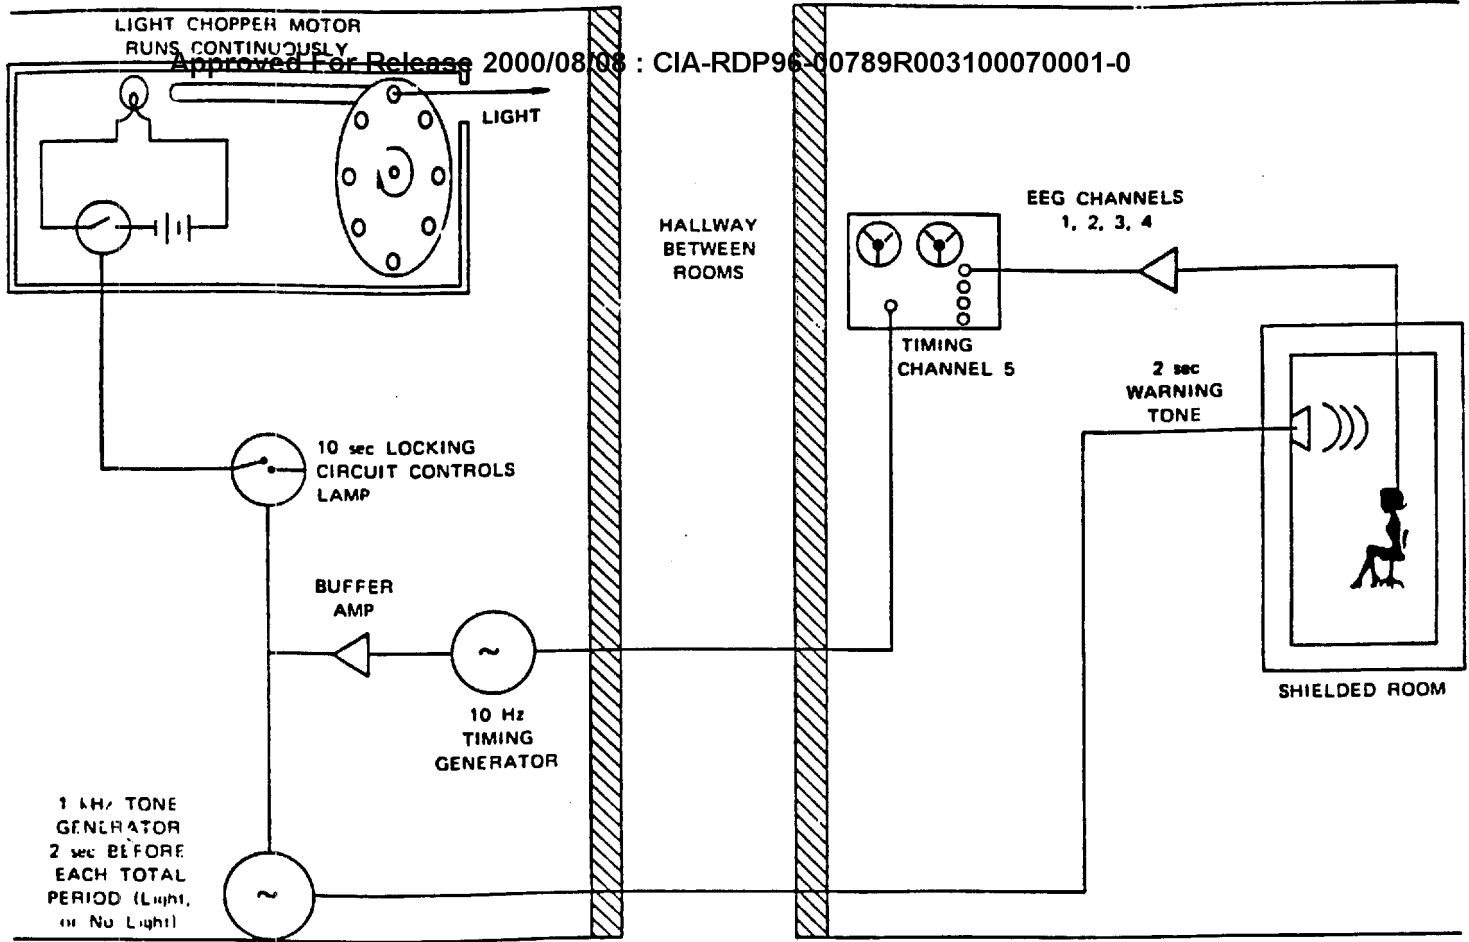 LIGHT CHOPPER MOTOR
RUNS CONTINUOUSLY
Approved For Release 2000/08/08 : CIA-RDP96-00789R003100070001-0
LIGHT
HALLWAY
BETWEEN
ROOMS
EEG CHANNELS
1, 2, 3, 4
TIMING
CHANNEL 5
2 sec
WARNING
TONE
10 sec LOCKING
CIRCUIT CONTROLS
LAMP
BUFFER
AMP
~
10 Hz
TIMING
GENERATOR
SHIELDED ROOM
1 kHz TONE
GENERATOR
2 sec BEFORE
EACH TOTAL
PERIOD (Light,
or No Light)
~